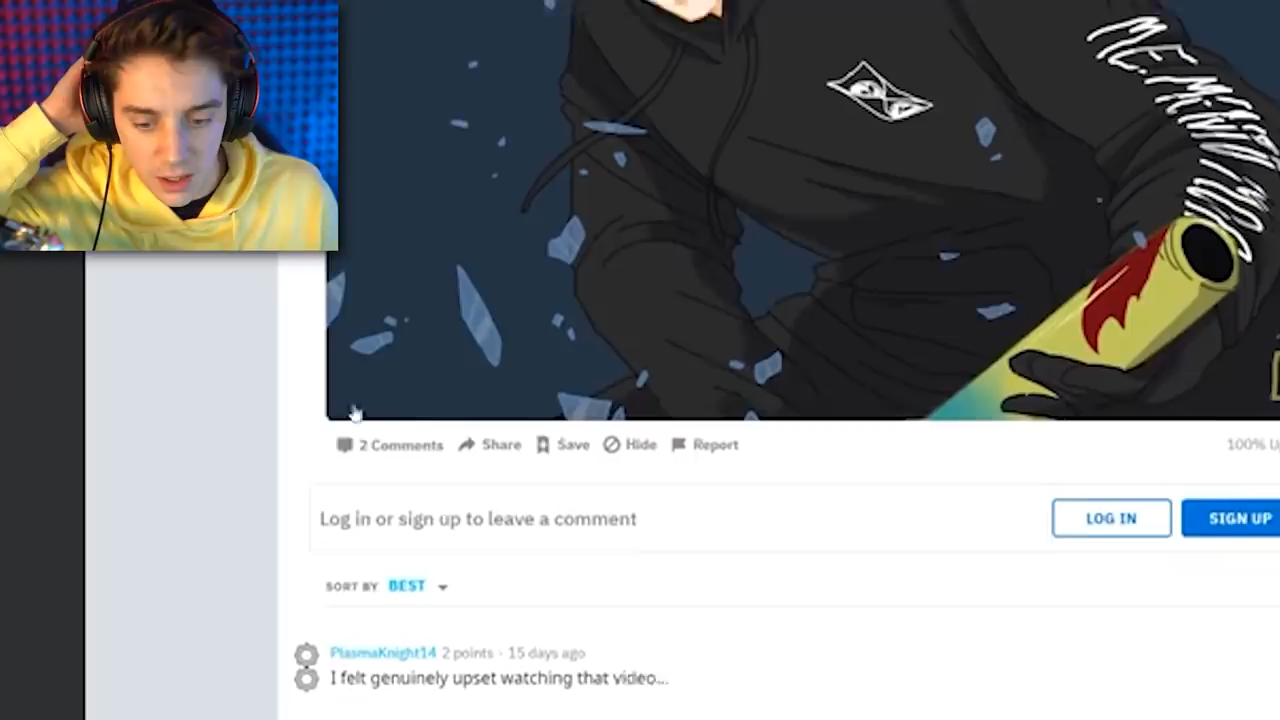 2 Comments Share Save Hide Report
100% U
Log in or sign up to leave a comment
LOG IN
SIGN UP
SORT BY BEST
PlasmaKnight14 2 points · 15 days ago
I felt genuinely upset watching that video...